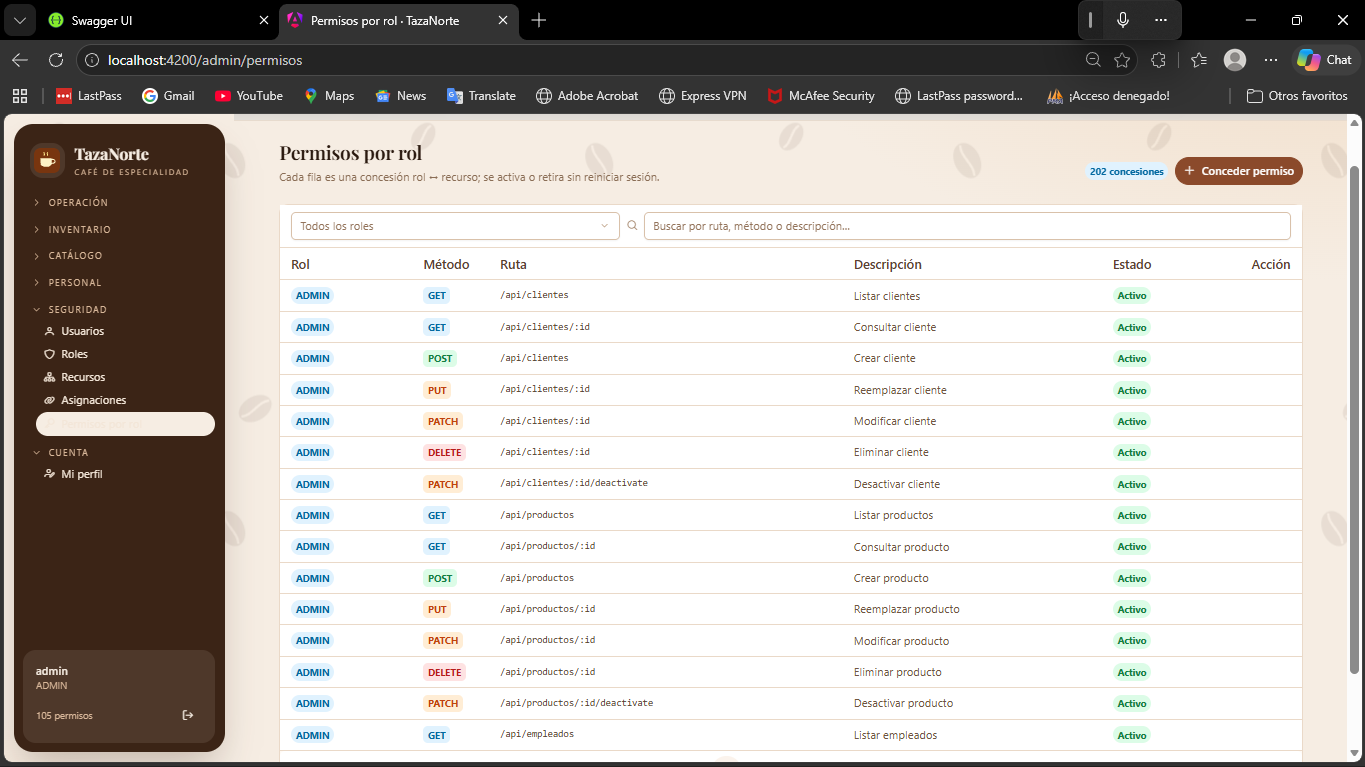 Swagger UI
Permisos por rol · TazaNorte
localhost:4200/admin/permisos
Chat
LastPass
Gmail
YouTube
Maps
News
Translate
Adobe Acrobat
Express VPN
McAfee Security
LastPass password...
¡Acceso denegado!
Otros favoritos
TazaNorte
CAFÉ DE ESPECIALIDAD
OPERACIÓN
INVENTARIO
CATÁLOGO
PERSONAL
SEGURIDAD
Usuarios
Roles
Recursos
Asignaciones
Permisos por rol
CUENTA
Mi perfil
admin
ADMIN
105 permisos
Permisos por rol
Cada fila es una concesión rol ↔ recurso; se activa o retira sin reiniciar sesión.
202 concesiones
+ Conceder permiso
Todos los roles
Buscar por ruta, método o descripción...
Rol Método Ruta Descripción Estado Acción
ADMIN GET /api/clientes Listar clientes Activo
ADMIN GET /api/clientes/:id Consultar cliente Activo
ADMIN POST /api/clientes Crear cliente Activo
ADMIN PUT /api/clientes/:id Reemplazar cliente Activo
ADMIN PATCH /api/clientes/:id Modificar cliente Activo
ADMIN DELETE /api/clientes/:id Eliminar cliente Activo
ADMIN PATCH /api/clientes/:id/deactivate Desactivar cliente Activo
ADMIN GET /api/productos Listar productos Activo
ADMIN GET /api/productos/:id Consultar producto Activo
ADMIN POST /api/productos Crear producto Activo
ADMIN PUT /api/productos/:id Reemplazar producto Activo
ADMIN PATCH /api/productos/:id Modificar producto Activo
ADMIN DELETE /api/productos/:id Eliminar producto Activo
ADMIN PATCH /api/productos/:id/deactivate Desactivar producto Activo
ADMIN GET /api/empleados Listar empleados Activo